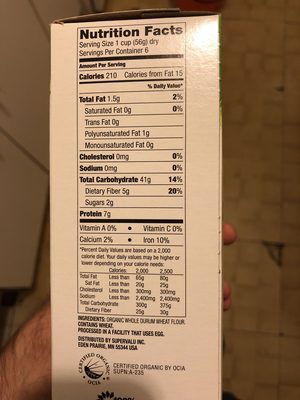 Nutrition Facts
Serving Size 1 cup (56g) dry
Servings Per Container 6
Amount Per Serving
Calories 210 Calories from Fat 15
% Daily Value*
Total Fat 1.5g 2%
Saturated Fat 0g 0%
Trans Fat 0g
Polyunsaturated Fat 1g
Monounsaturated Fat 0g
Cholesterol 0mg 0%
Sodium 0mg 0%
Total Carbohydrate 41g 14%
Dietary Fiber 5g 20%
Sugars 2g
Protein 7g
Vitamin A 0% • Vitamin C 0%
Calcium 2% • Iron 10%
*Percent Daily Values are based on a 2,000
calorie diet. Your daily values may be higher or
lower depending on your calorie needs:
Calories: 2,000 2,500
Total Fat Less than 65g 80g
Sat Fat Less than 20g 25g
Cholesterol Less than 300mg 300mg
Sodium Less than 2,400mg 2,400mg
Total Carbohydrate 300g 375g
Dietary Fiber 25g 30g
INGREDIENTS: ORGANIC WHOLE DURUM WHEAT FLOUR.
CONTAINS WHEAT.
PROCESSED IN A FACILITY THAT USES EGG.
DISTRIBUTED BY SUPERVALU INC.
EDEN PRAIRIE, MN 55344 USA
CERTIFIED ORGANIC
OCIA
CERTIFIED ORGANIC BY OCIA
SUPN:A-235